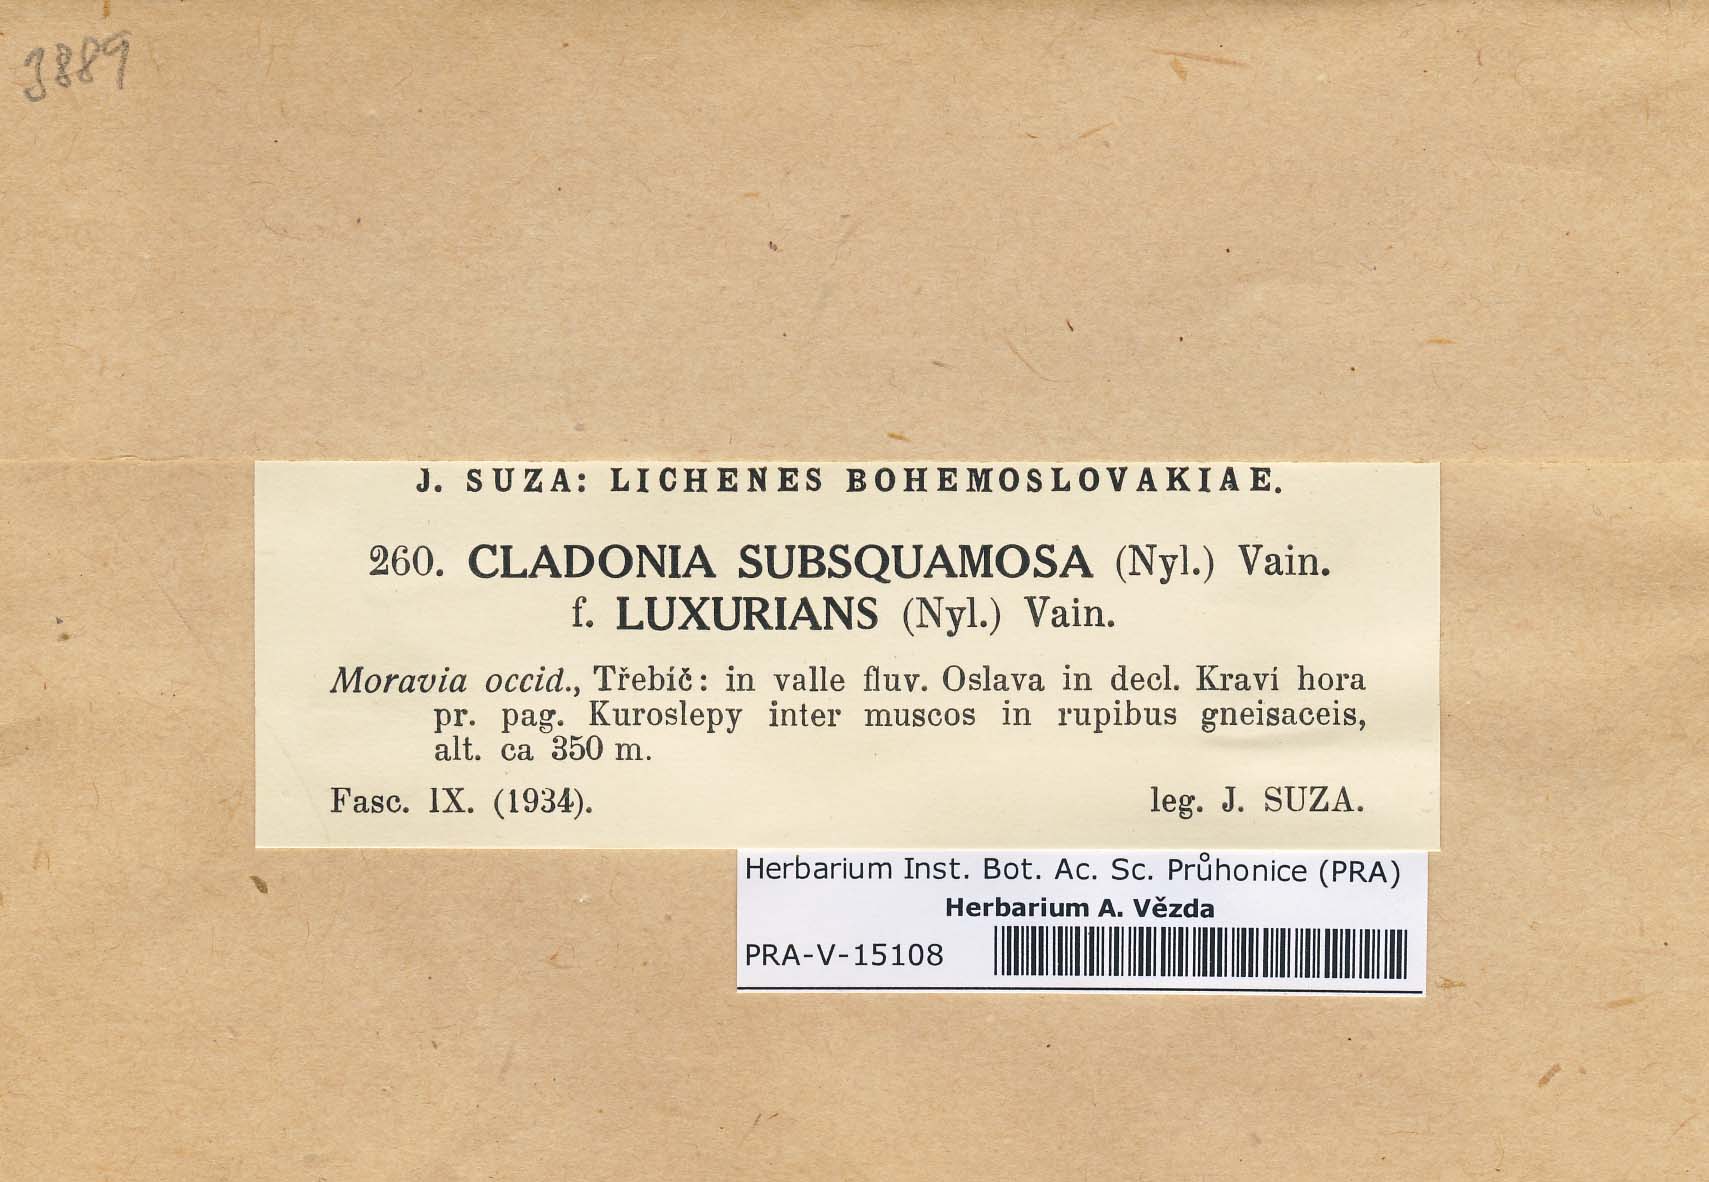 3889
J. SUZA: LICHENES BOHEMOSLOVAKIAE.
260. CLADONIA SUBSQUAMOSA (Nyl.) Vain.
f. LUXURIANS (Nyl.) Vain.
Moravia occid., Třebíč: in valle fluv. Oslava in decl. Kraví hora
pr. pag. Kuroslepy inter muscos in rupibus gneisaceis,
alt. ca 350 m.
Fasc. IX. (1934). leg. J. SUZA.
Herbarium Inst. Bot. Ac. Sc. Průhonice (PRA)
Herbarium A. Vězda
PRA-V-15108